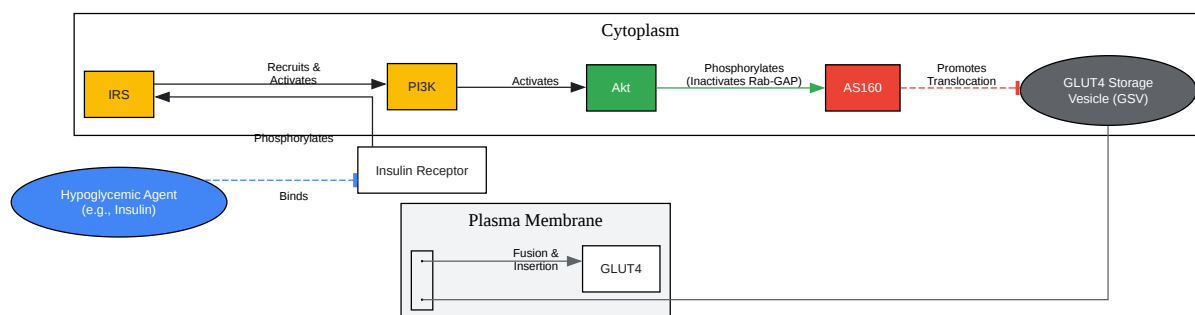 Cytoplasm
Recruits &
Activates
IRS
PI3K
Activates
Akt
Phosphorylates
(Inactivates Rab-GAP)
AS160
Promotes
Translocation
GLUT4 Storage
Vesicle (GSV)
Phosphorylates
Insulin Receptor
Hypoglycemic Agent
(e.g., Insulin)
Binds
Plasma Membrane
Fusion &
Insertion
GLUT4